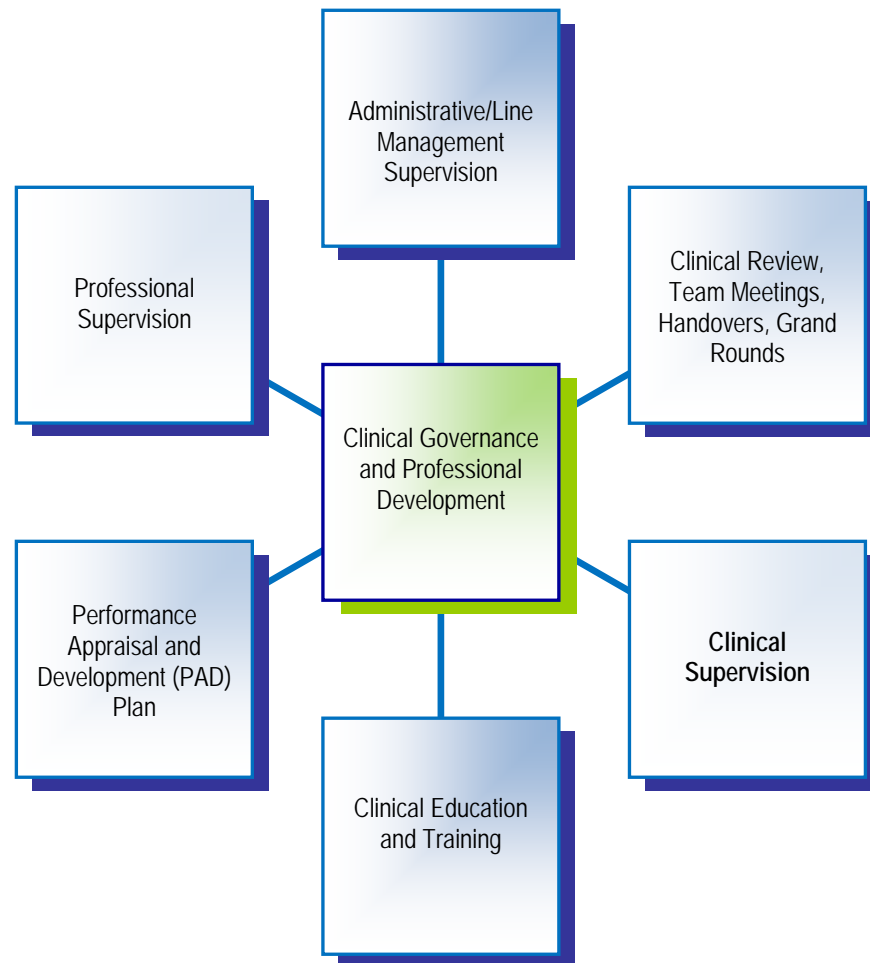 Administrative/Line
Management
Supervision
Professional
Supervision
Clinical Review,
Team Meetings,
Handovers, Grand
Rounds
Clinical Governance
and Professional
Development
Performance
Appraisal and
Development (PAD)
Plan
Clinical
Supervision
Clinical Education
and Training